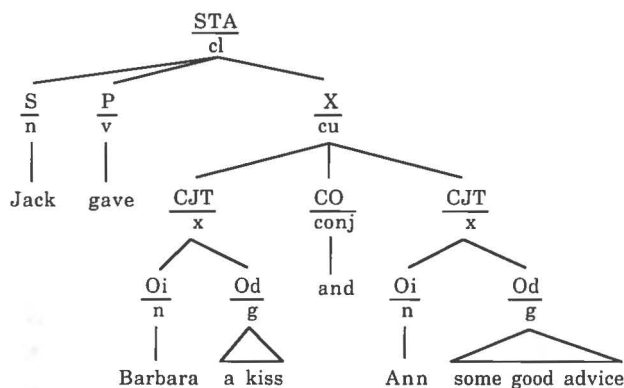 STA
cl
S P X
n v cu
Jack gave CJT CO CJT
x conj x
Oi Od and Oi Od
n g n g
Barbara a kiss Ann some good advice